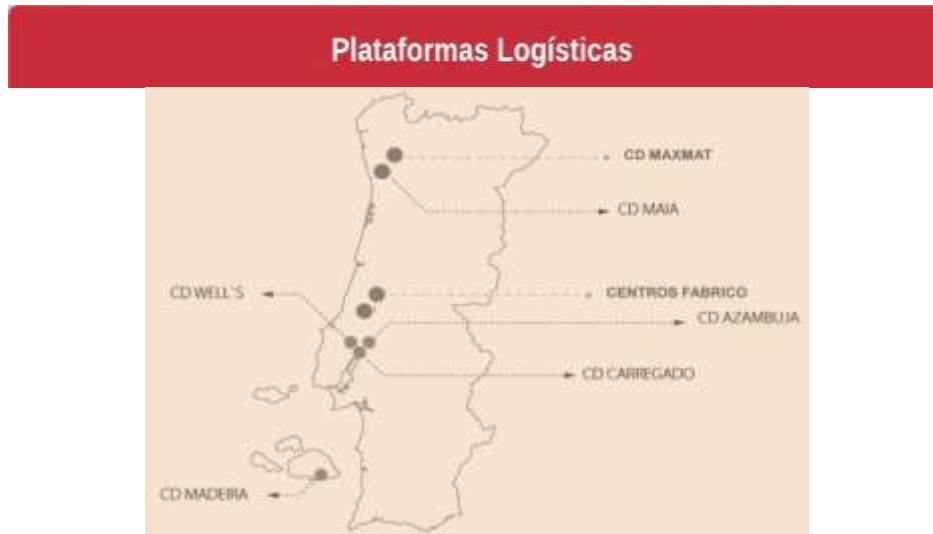 Plataformas Logísticas
CD MAXMAT
CD MAIA
CD WELL`S
CENTROS FABRICO
CD AZAMBUJA
CD CARREGADO
CD MADEIRA